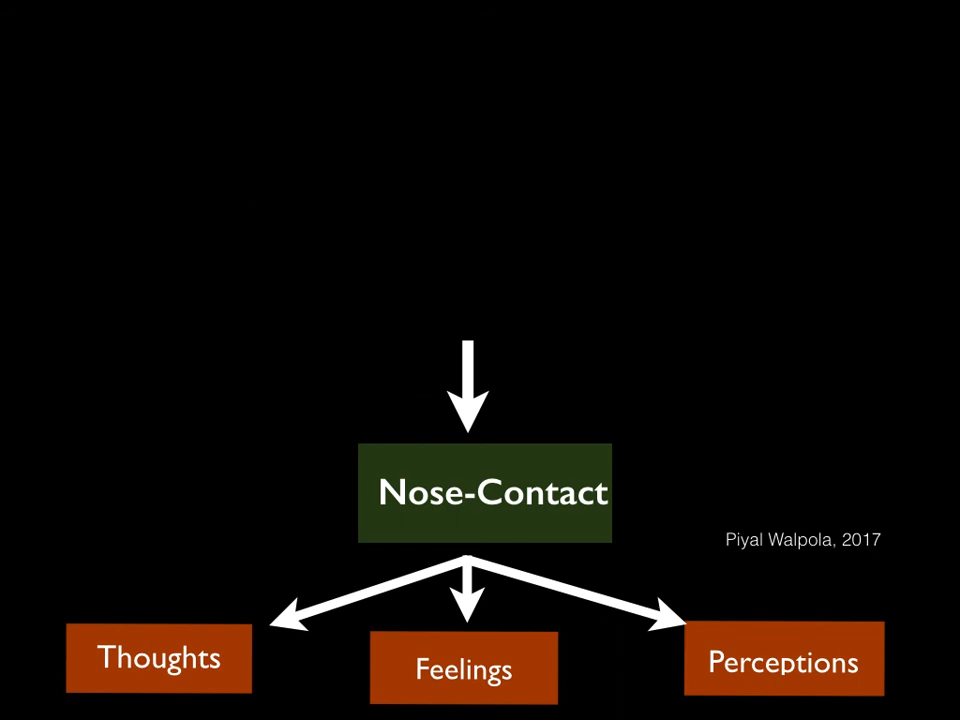 Nose-Contact
Piyal Walpola, 2017
Thoughts
Feelings
Perceptions